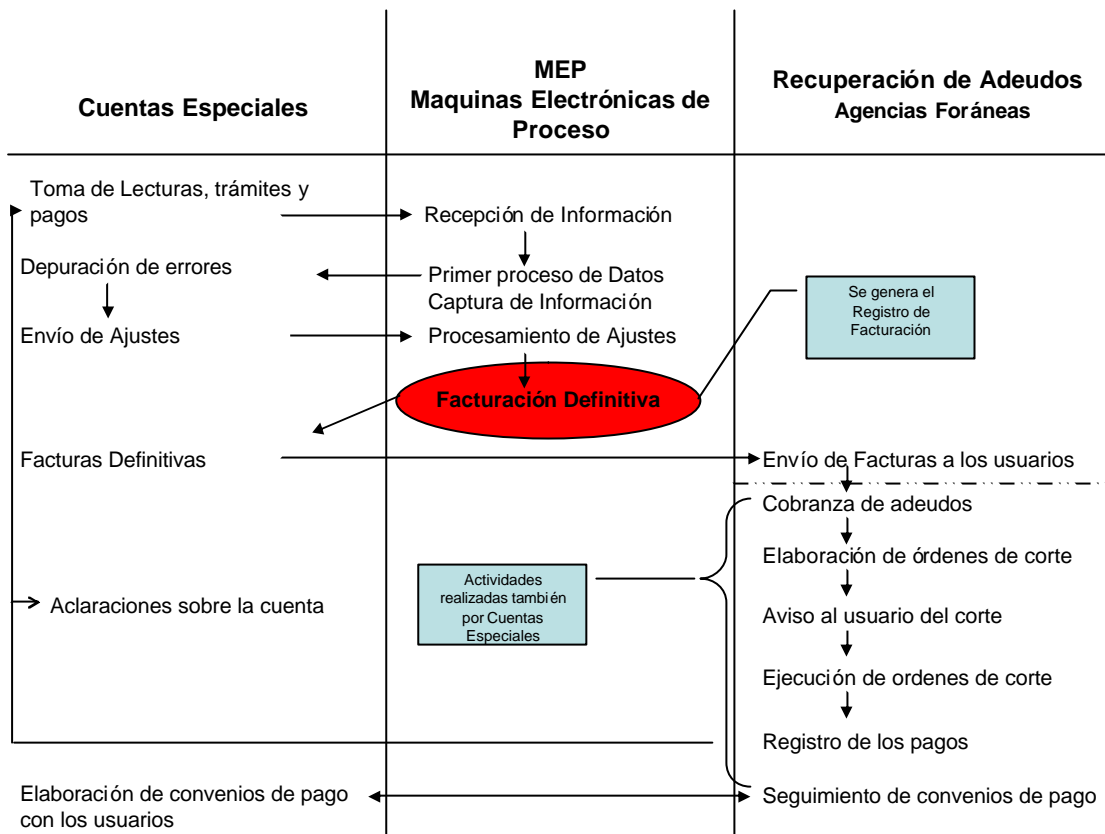 Cuentas Especiales
MEP
Maquinas Electrónicas de
Proceso
Recuperación de Adeudos
Agencias Foráneas
Toma de Lecturas, trámites y
pagos
Recepción de Información
Depuración de errores
Primer proceso de Datos
Captura de Información
Se genera el
Registro de
Facturación
Envío de Ajustes
Procesamiento de Ajustes
Facturación Definitiva
Facturas Definitivas
Envío de Facturas a los usuarios
Cobranza de adeudos
Elaboración de órdenes de corte
Actividades
realizadas también
por Cuentas
Especiales
Aclaraciones sobre la cuenta
Aviso al usuario del corte
Ejecución de ordenes de corte
Registro de los pagos
Elaboración de convenios de pago
con los usuarios
Seguimiento de convenios de pago